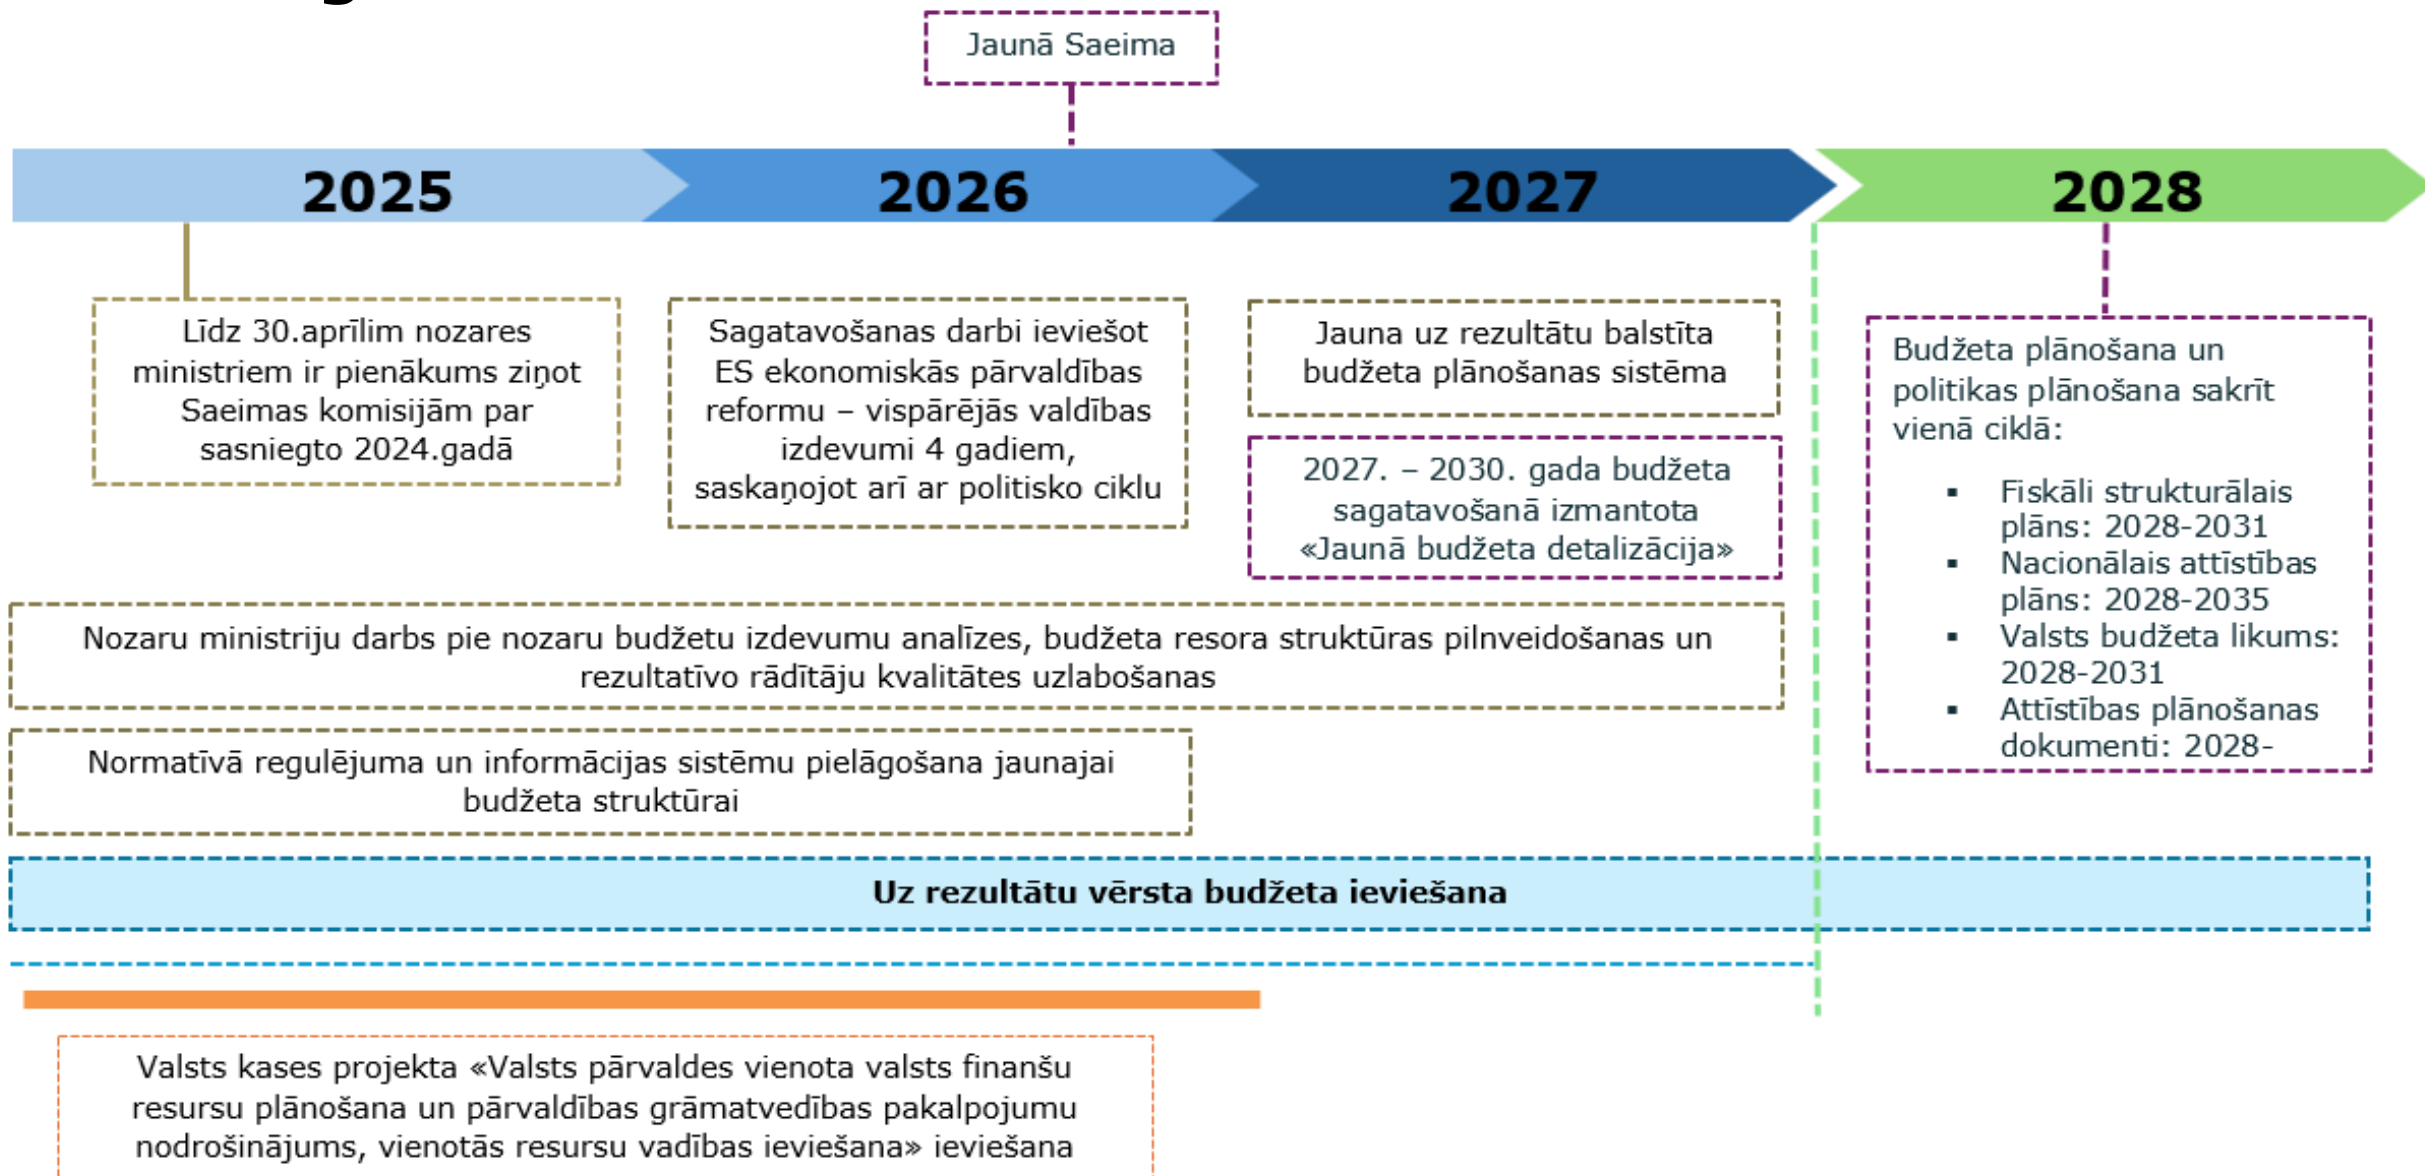 Jaunā Saeima
2025
2026
2027
2028
Līdz 30.aprīlim nozares
ministriem ir pienākums ziņot
Saeimas komisijām par
sasniegto 2024.gadā
Sagatavošanas darbi ieviešot
ES ekonomiskās pārvaldības
reformu – vispārējās valdības
izdevumi 4 gadiem,
saskaņojot arī ar politisko ciklu
Jauna uz rezultātu balstīta
budžeta plānošanas sistēma
2027. – 2030. gada budžeta
sagatavošanā izmantota
«Jaunā budžeta detalizācija»
Budžeta plānošana un
politikas plānošana sakrīt
vienā ciklā:
▪ Fiskāli strukturālais
plāns: 2028-2031
▪ Nacionālais attīstības
plāns: 2028-2035
▪ Valsts budžeta likums:
2028-2031
▪ Attīstības plānošanas
dokumenti: 2028-
Nozaru ministriju darbs pie nozaru budžetu izdevumu analīzes, budžeta resora struktūras pilnveidošanas un
rezultatīvo rādītāju kvalitātes uzlabošanas
Normatīvā regulējuma un informācijas sistēmu pielāgošana jaunajai
budžeta struktūrai
Uz rezultātu vērsta budžeta ieviešana
Valsts kases projekta «Valsts pārvaldes vienota valsts finanšu
resursu plānošana un pārvaldības grāmatvedības pakalpojumu
nodrošinājums, vienotās resursu vadības ieviešana» ieviešana